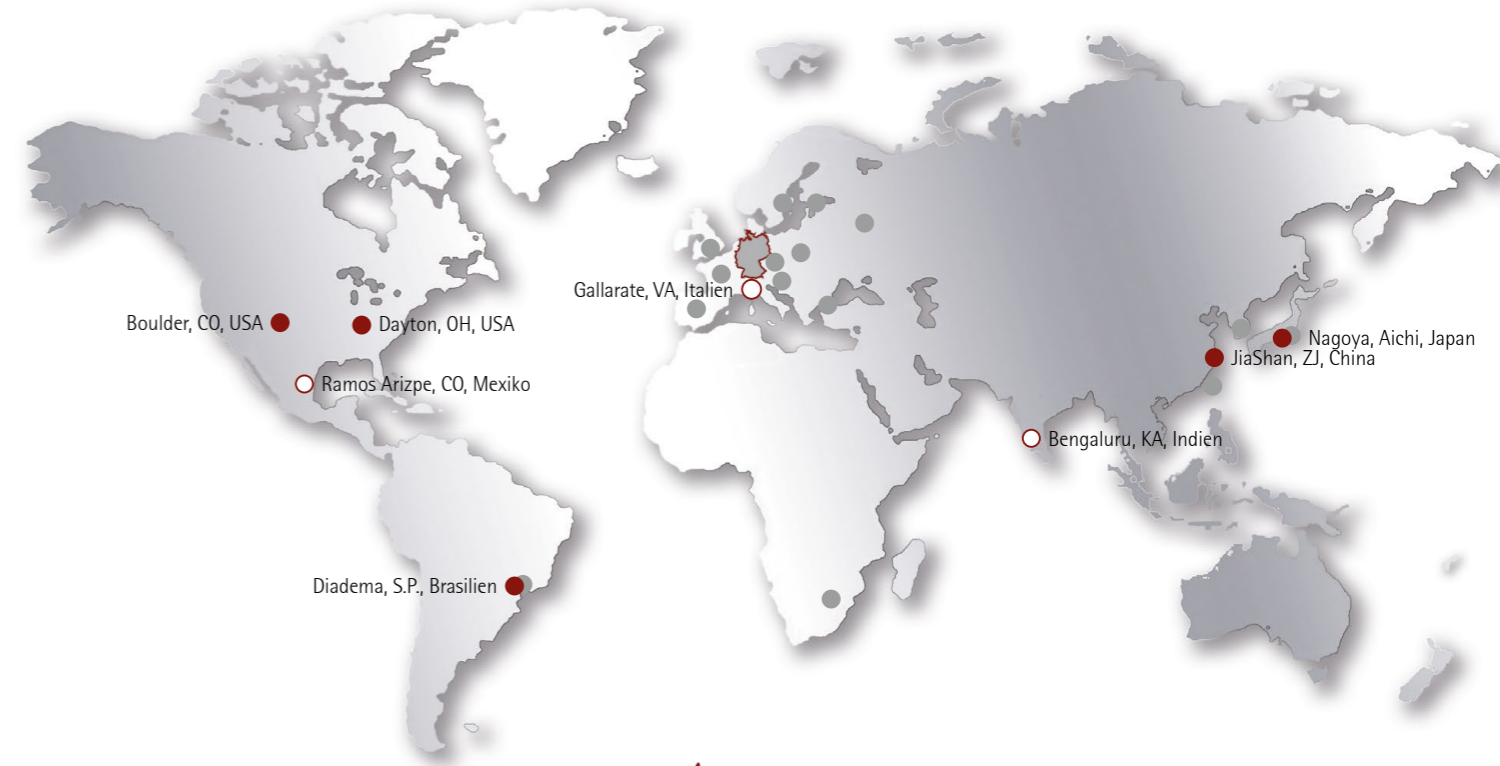 Gallarate, VA, Italien
Boulder, CO, USA
Dayton, OH, USA
Nagoya, Aichi, Japan
JiaShan, ZJ, China
Ramos Arizpe, CO, Mexiko
Bengaluru, KA, Indien
Diadema, S.P., Brasilien